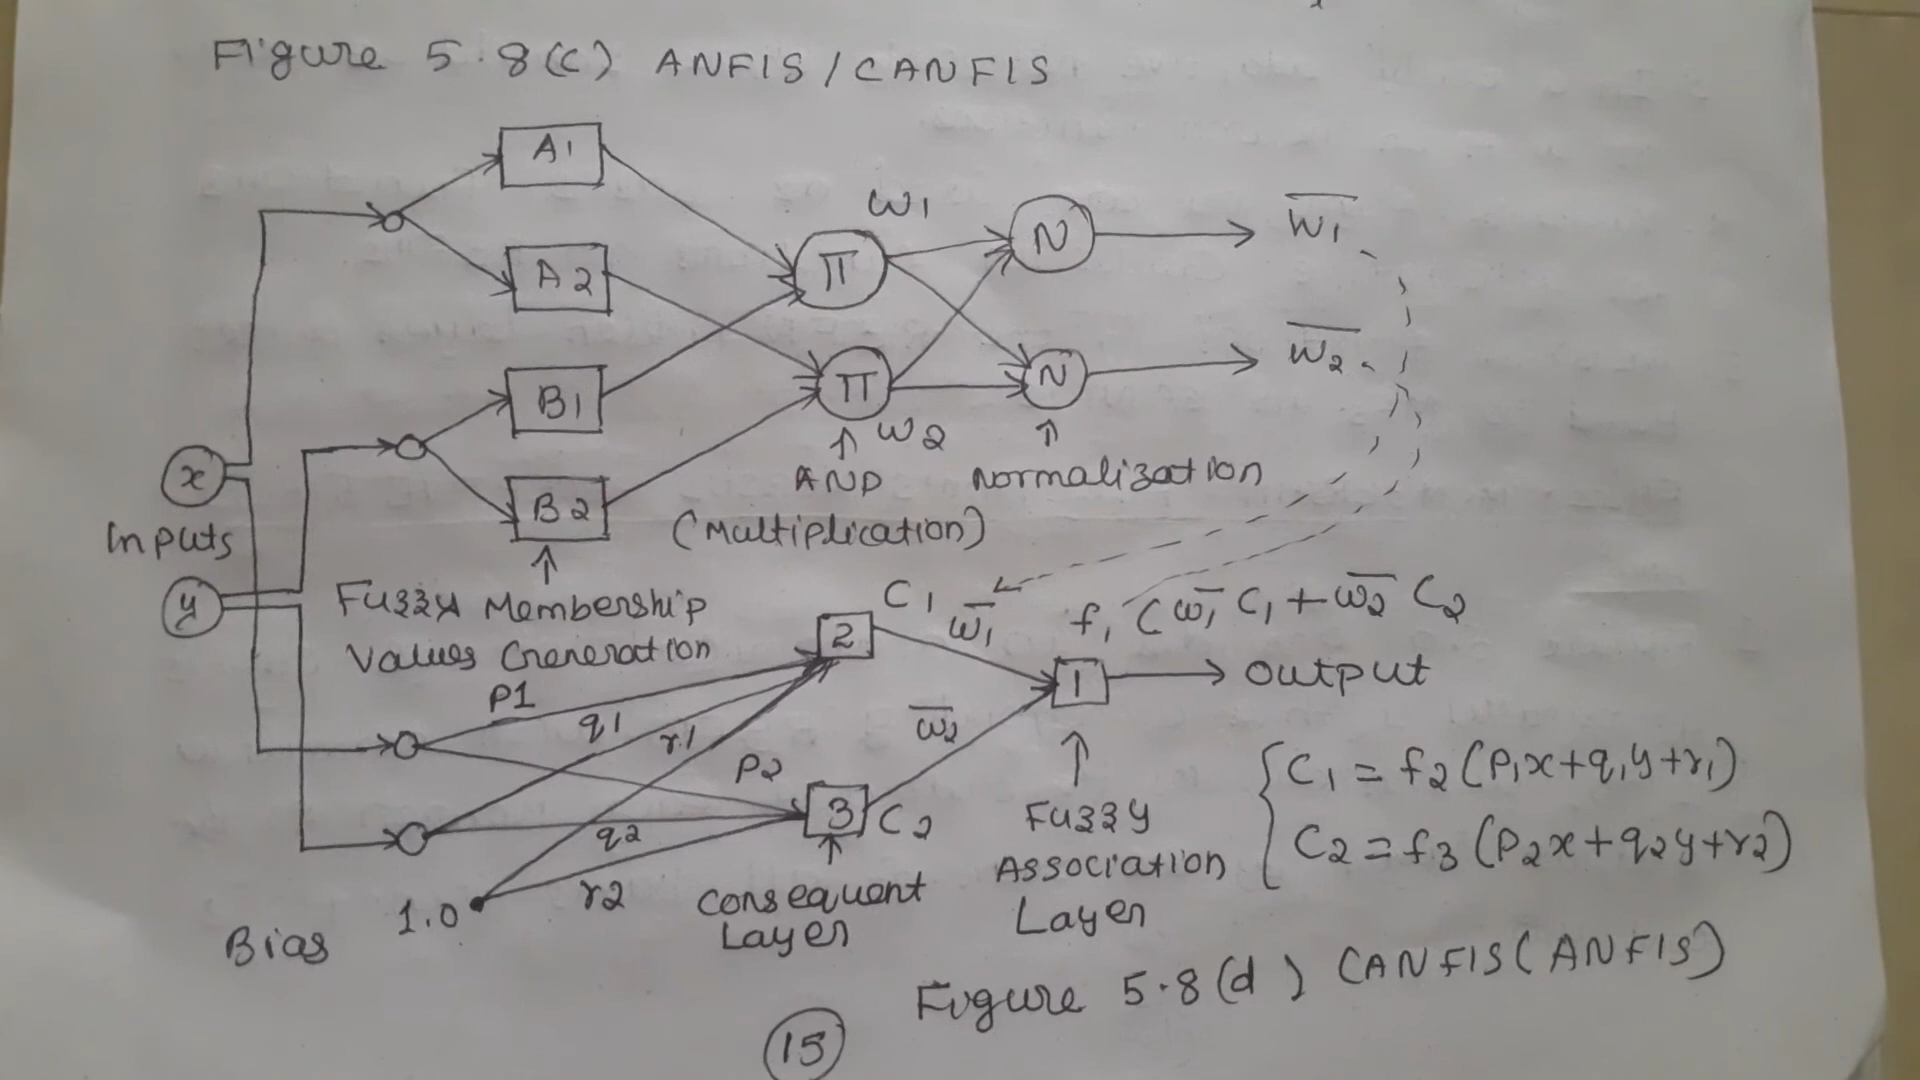 Figure 5.8(c) ANFIS/CANFIS
A1
ω1
W̅1
N
A2
π
W̅2
B1
π
N
ω2
x
AND
Normalization
B2
(Multiplication)
Inputs
y
Fuzzy Membership
Values Generation
C1
ω̅1
f1 (ω̅1 C1 + ω̅2 C2
2
P1
q1
r1
1
output
ω̅2
P2
C1 = f2 (P1x+q1y+r1)
3
C2
q2
Fuzzy
Association
Layer
C2 = f3 (P2x+q2y+r2)
r2
Consequent
Layer
1.0
Bias
Figure 5.8(d) CANFIS(ANFIS)
15